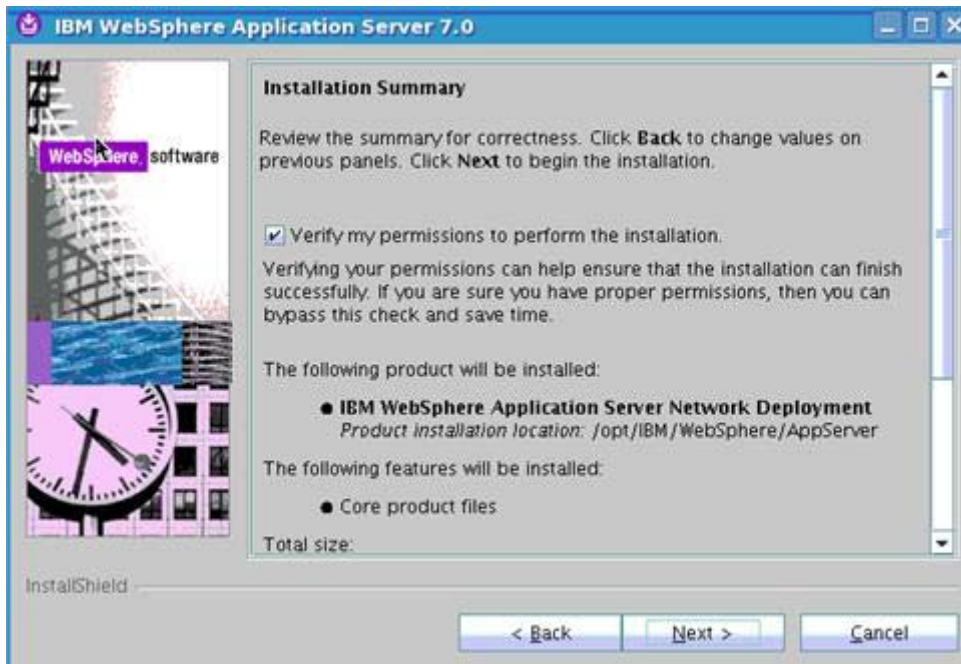 IBM WebSphere Application Server 7.0
WebSphere. software
Installation Summary
Review the summary for correctness. Click Back to change values on
previous panels. Click Next to begin the installation.
Verify my permissions to perform the installation.
Verifying your permissions can help ensure that the installation can finish
successfully. If you are sure you have proper permissions, then you can
bypass this check and save time.
The following product will be installed:
● IBM WebSphere Application Server Network Deployment
Product installation location: /opt/IBM/WebSphere/AppServer
The following features will be installed:
● Core product files
Total size:
InstallShield
< Back
Next >
Cancel